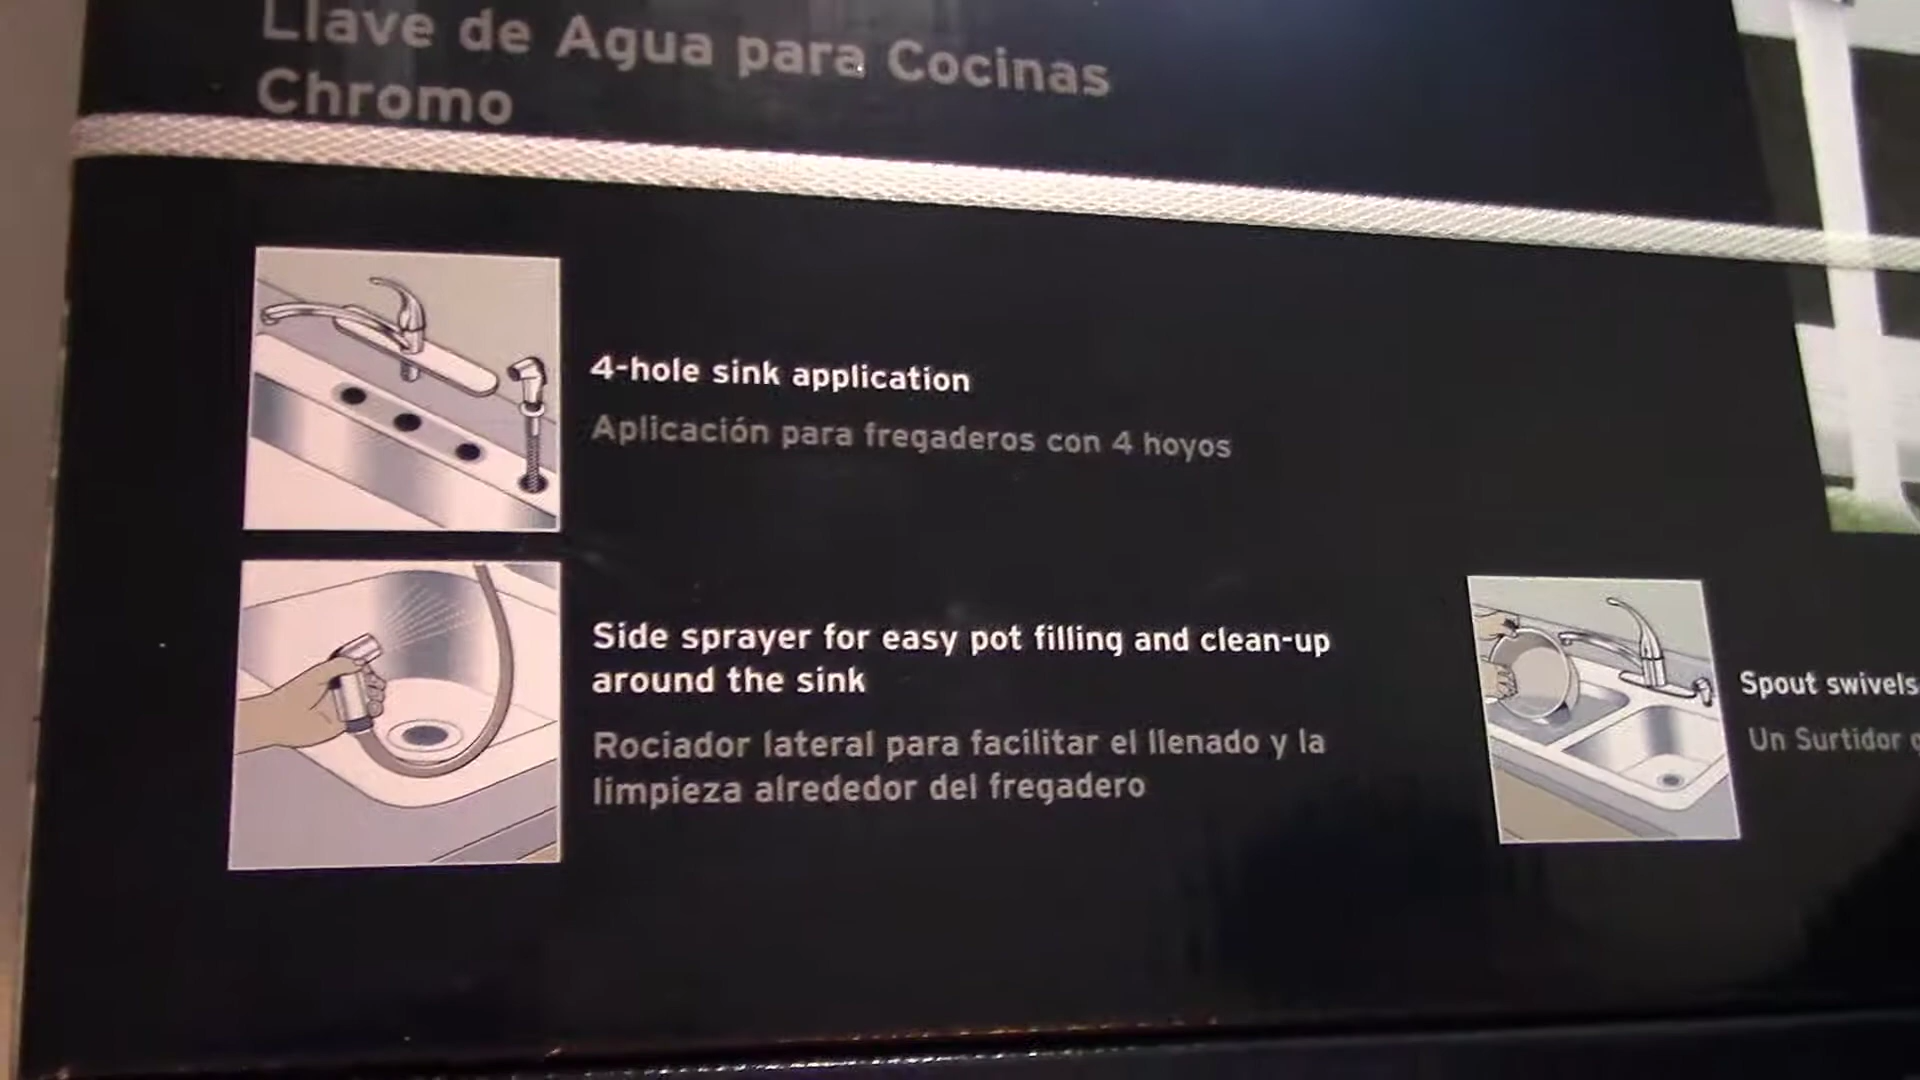 Llave de Agua para Cocinas
Chromo
4-hole sink application
Aplicación para fregaderos con 4 hoyos
Side sprayer for easy pot filling and clean-up
around the sink
Rociador lateral para facilitar el llenado y la
limpieza alrededor del fregadero
Spout swivels
Un Surtidor